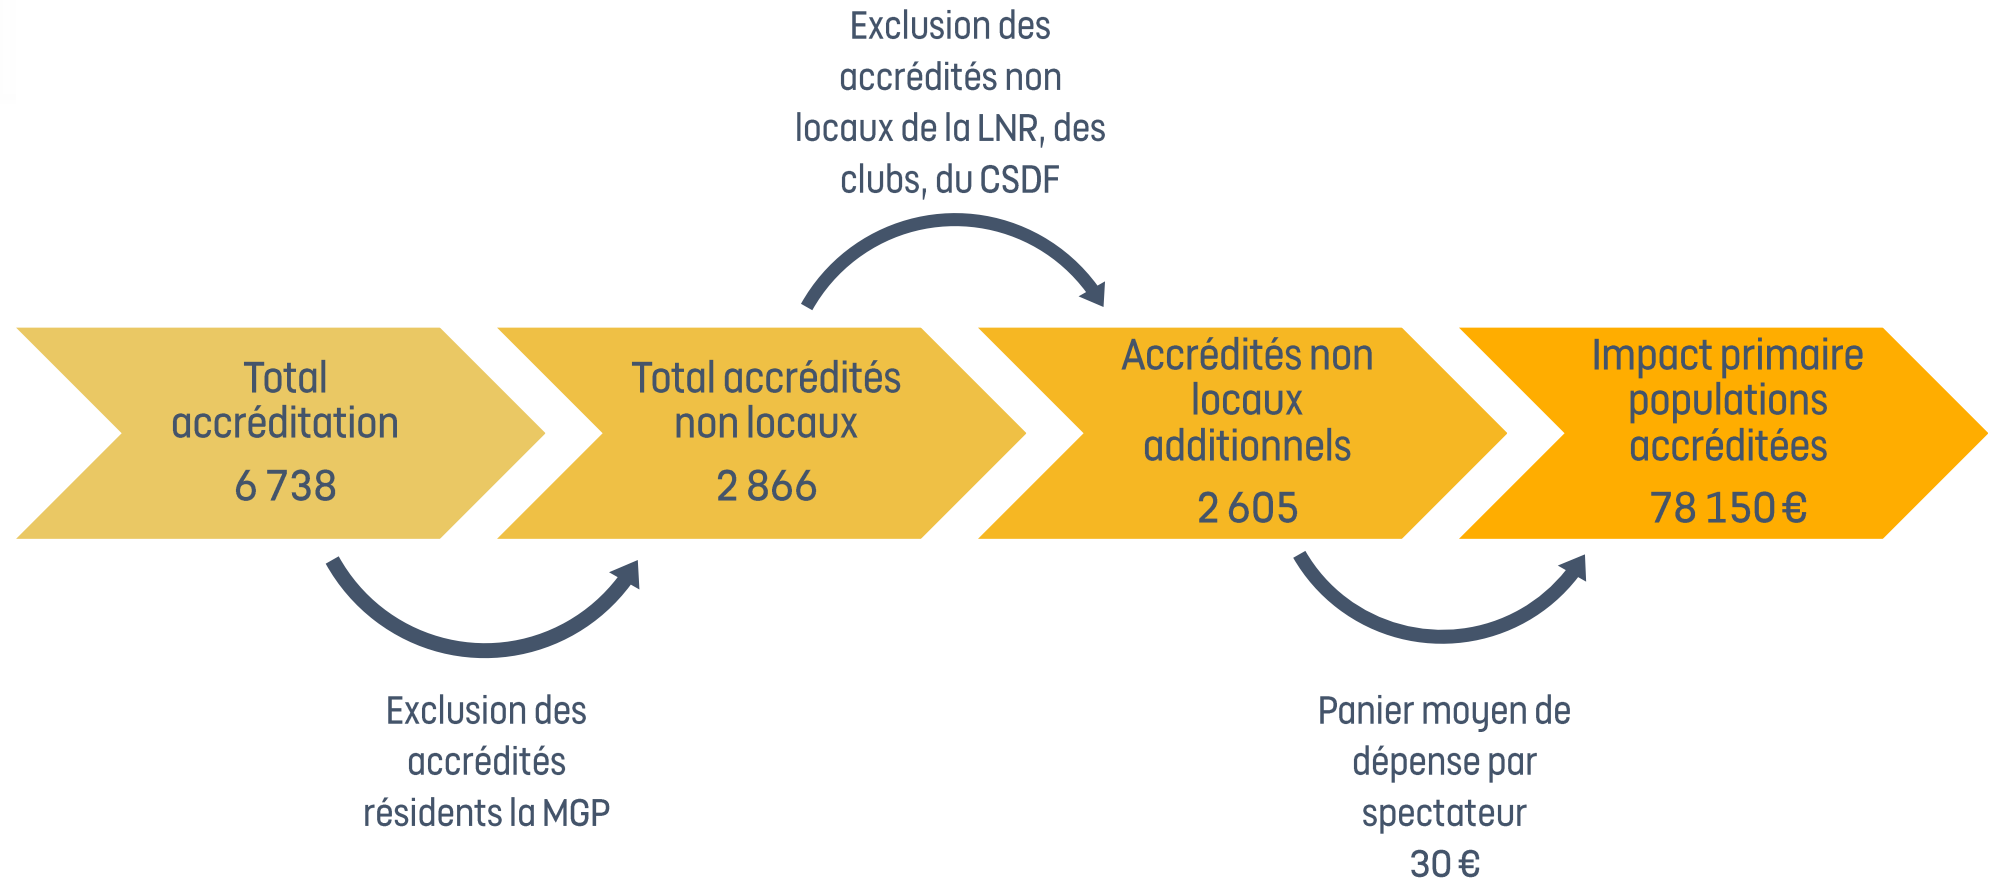 Exclusion des
accrédités non
locaux de la LNR, des
clubs, du CSDF
Total
accréditation
6 738
Total accrédités
non locaux
2 866
Accrédités non
locaux
additionnels
2 605
Impact primaire
populations
accréditées
78 150 €
Exclusion des
accrédités
résidents la MGP
Panier moyen de
dépense par
spectateur
30 €